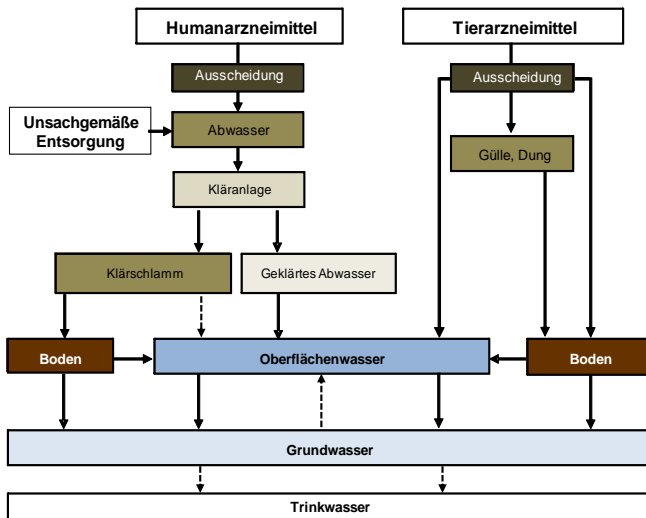 Humanarzneimittel
Tierarzneimittel
Ausscheidung
Ausscheidung
Unsachgemäße
Entsorgung
Abwasser
Gülle, Dung
Kläranlage
Klärschlamm
Geklärtes Abwasser
Boden
Oberflächenwasser
Boden
Grundwasser
Trinkwasser